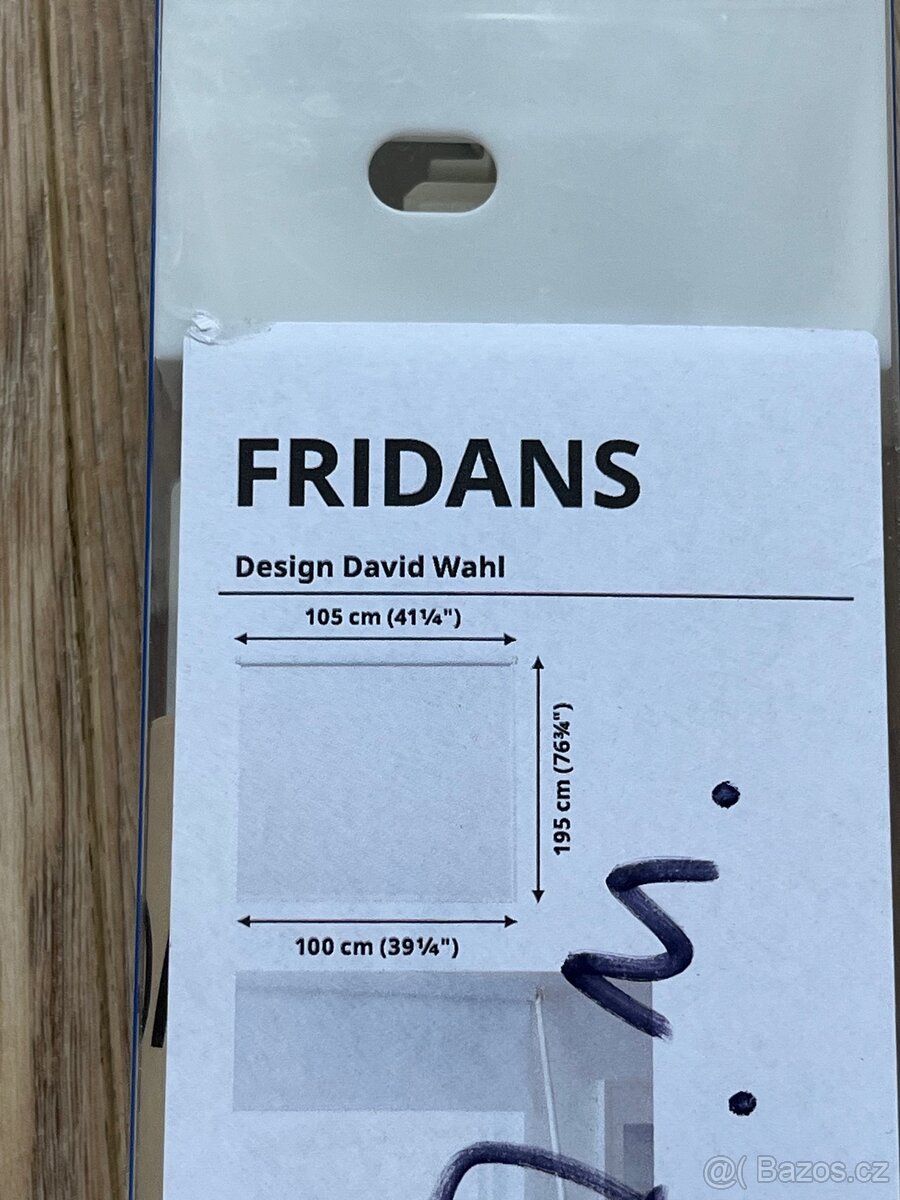 FRIDANS
Design David Wahl
105 cm (41¼")
195 cm (76¾")
100 cm (39¼")
@( Bazos.cz